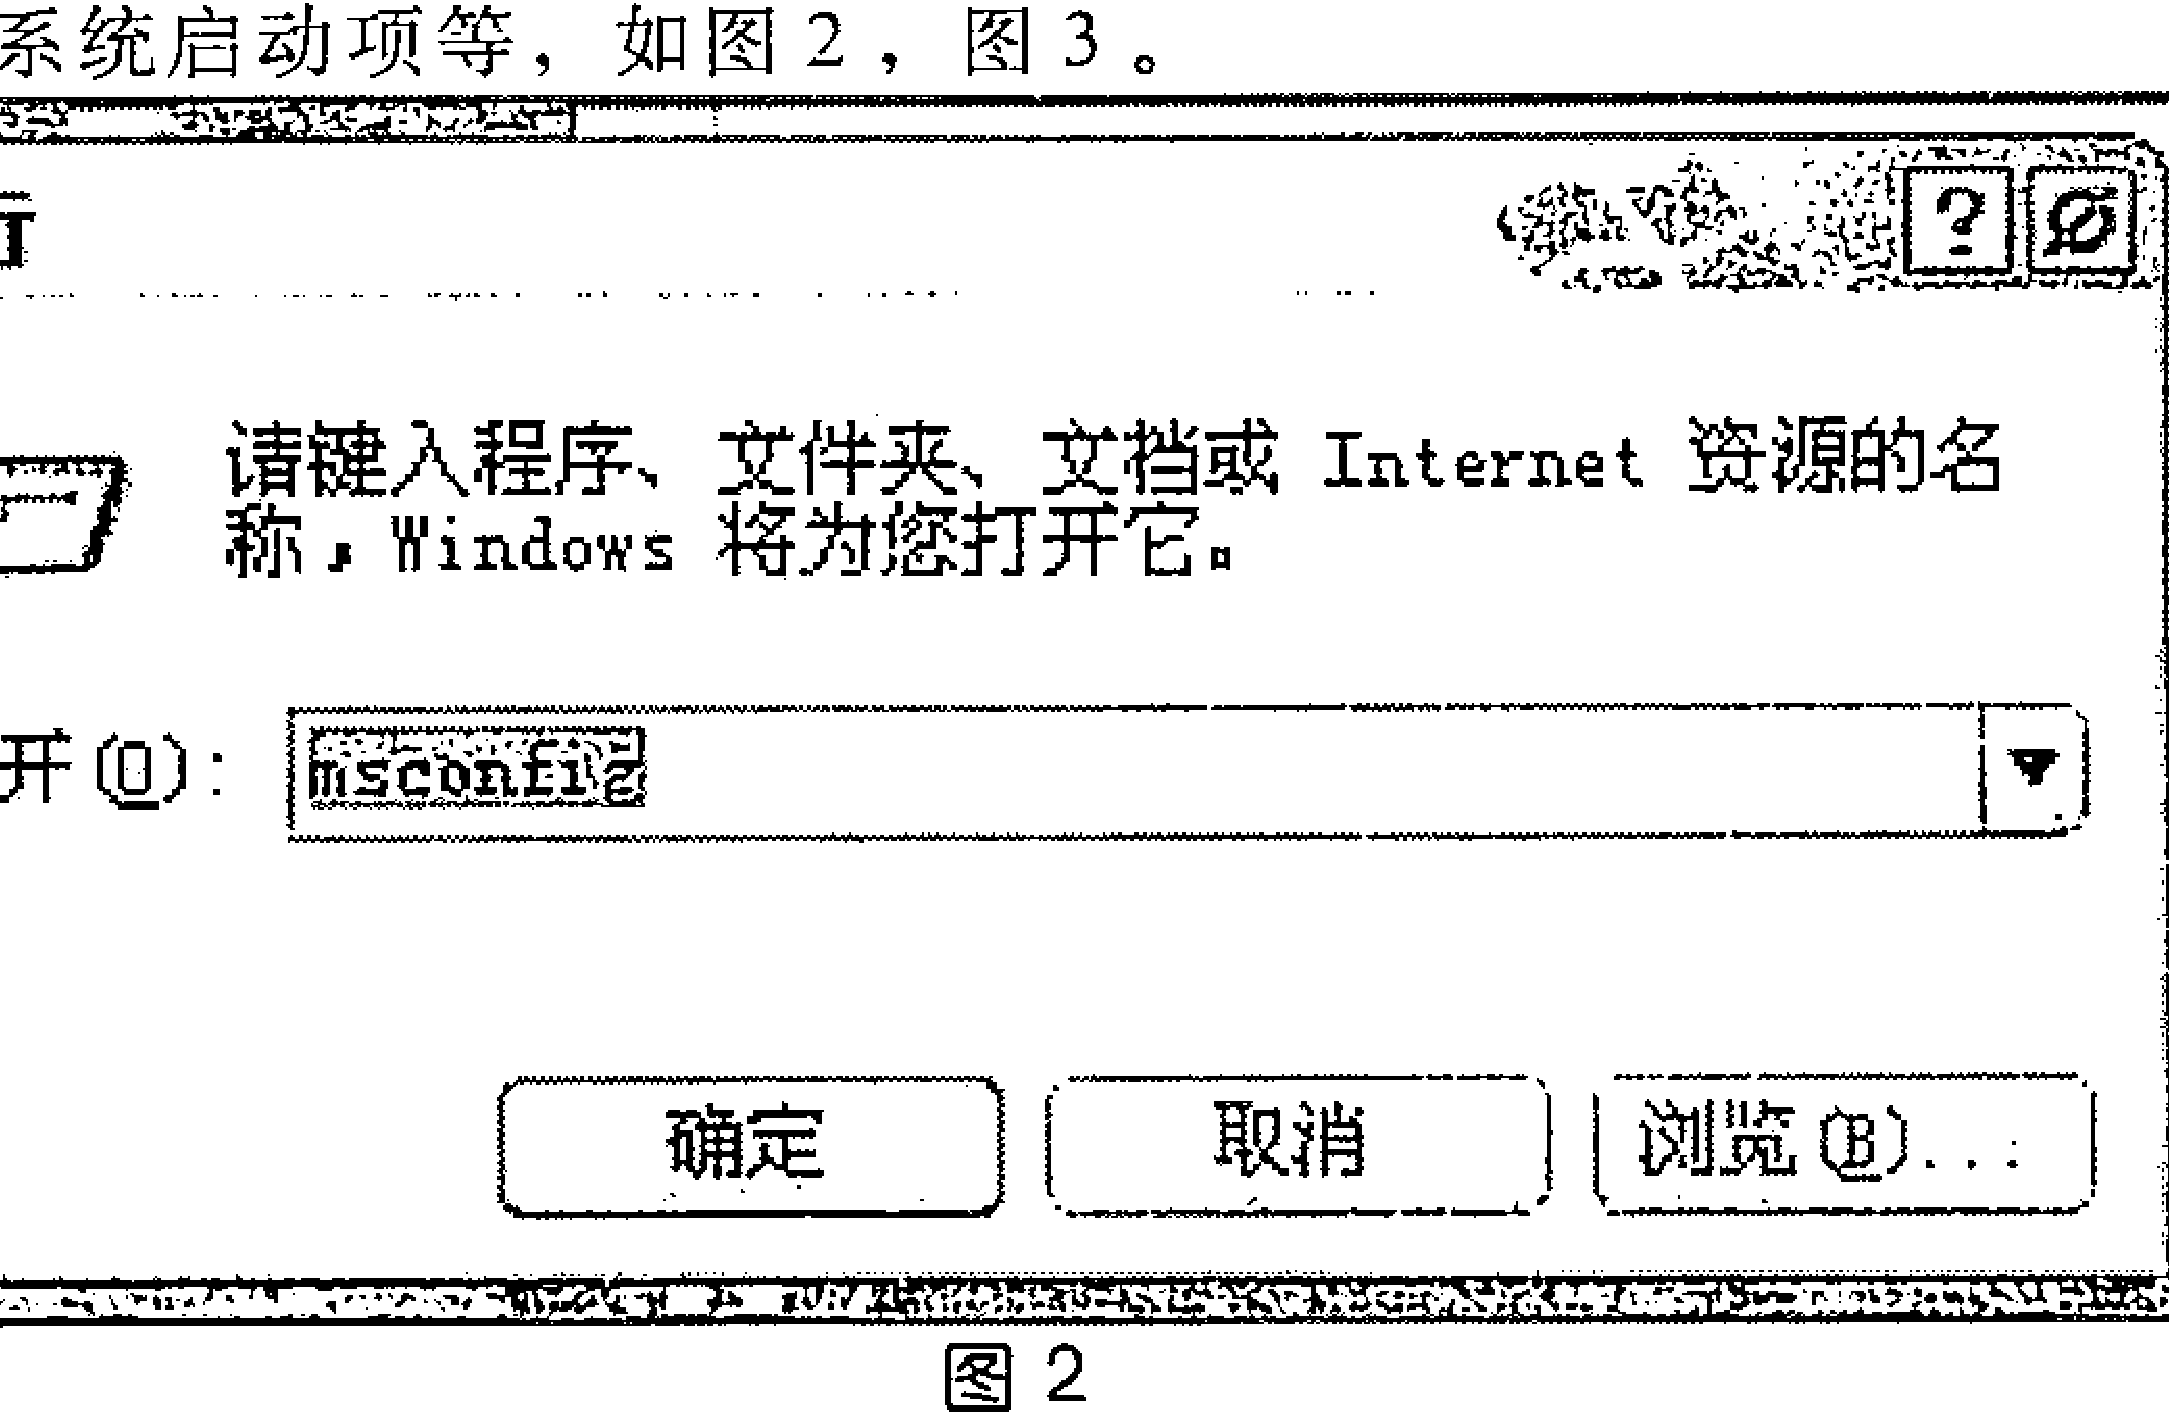 系统启动项等，如图2，图3。
行
请键入程序、文件夹、文档或 Internet 资源的名
称，Windows 将为您打开它。
开(O):
msconfig
确定
取消
浏览(B)...
图 2